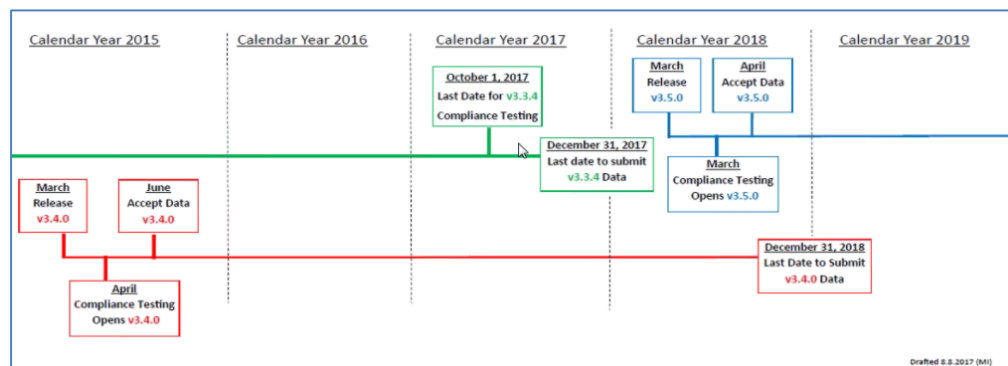 Calendar Year 2015
Calendar Year 2016
Calendar Year 2017
Calendar Year 2018
Calendar Year 2019
October 1, 2017
Last Date for v3.3.4
Compliance Testing
March
Release
v3.5.0
April
Accept Data
v3.5.0
December 31, 2017
Last date to submit
v3.3.4 Data
March
Compliance Testing
Opens v3.5.0
March
Release
v3.4.0
June
Accept Data
v3.4.0
December 31, 2018
Last Date to Submit
v3.4.0 Data
April
Compliance Testing
Opens v3.4.0
Drafted 8.8.2017 (MI)